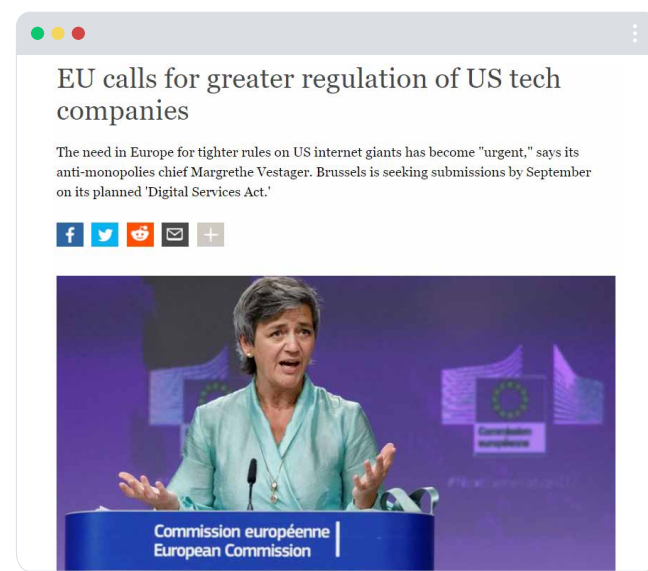 EU calls for greater regulation of US tech
companies
The need in Europe for tighter rules on US internet giants has become "urgent," says its
anti-monopolies chief Margrethe Vestager. Brussels is seeking submissions by September
on its planned 'Digital Services Act.'
Commission
européenne
Commission européenne
European Commission